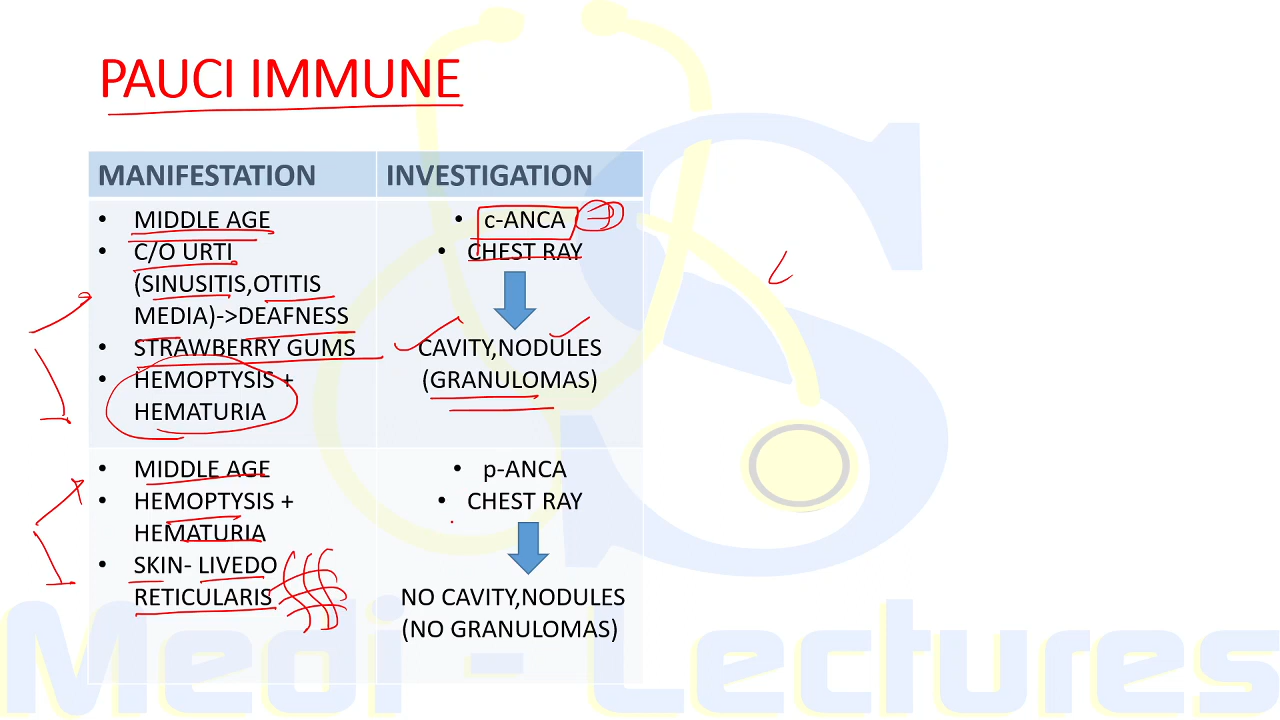 PAUCI IMMUNE
MANIFESTATION
INVESTIGATION
• MIDDLE AGE
• C/O URTI
(SINUSITIS,OTITIS
MEDIA)->DEAFNESS
• STRAWBERRY GUMS
• HEMOPTYSIS +
HEMATURIA
• c-ANCA
• CHEST RAY
CAVITY,NODULES
(GRANULOMAS)
• MIDDLE AGE
• HEMOPTYSIS +
HEMATURIA
• SKIN- LIVEDO
RETICULARIS
• p-ANCA
• CHEST RAY
NO CAVITY,NODULES
(NO GRANULOMAS)
Medi - Lectures